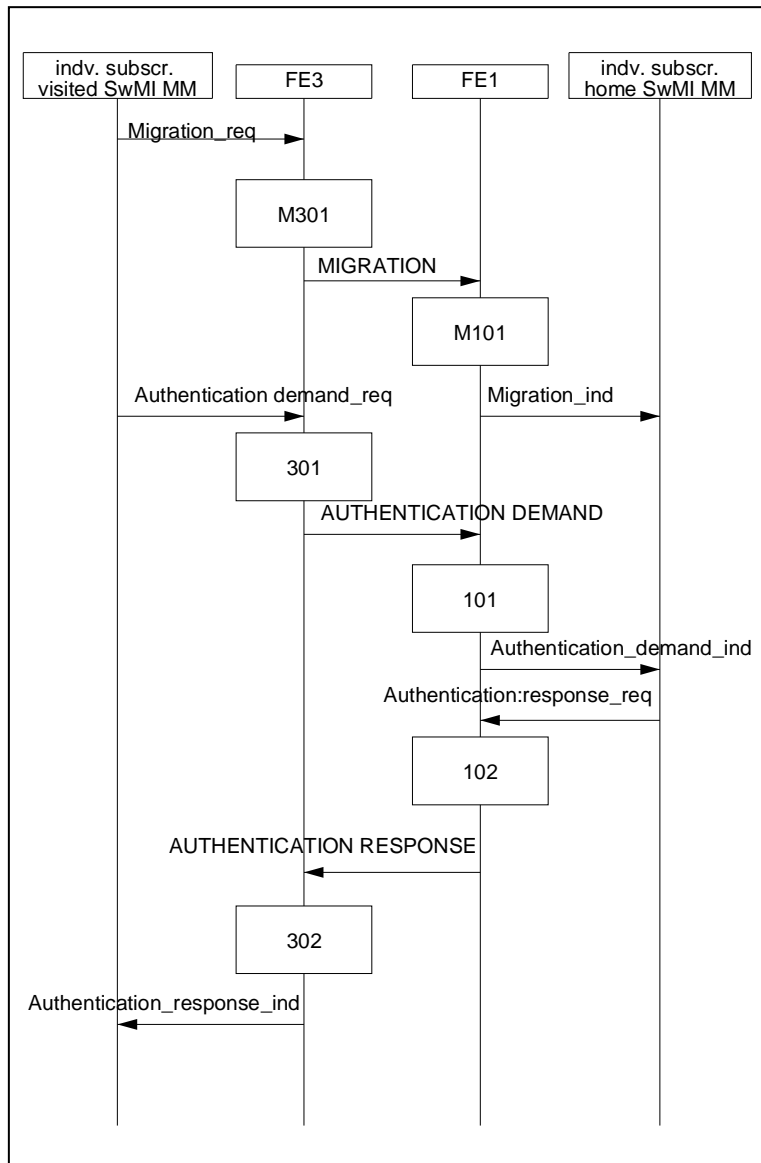 indv. subscr.
visited SwMI MM
FE3
FE1
indv. subscr.
home SwMI MM
Migration_req
M301
MIGRATION
M101
Authentication demand_req
Migration_ind
301
AUTHENTICATION DEMAND
101
Authentication_demand_ind
Authentication:response_req
102
AUTHENTICATION RESPONSE
302
Authentication_response_ind